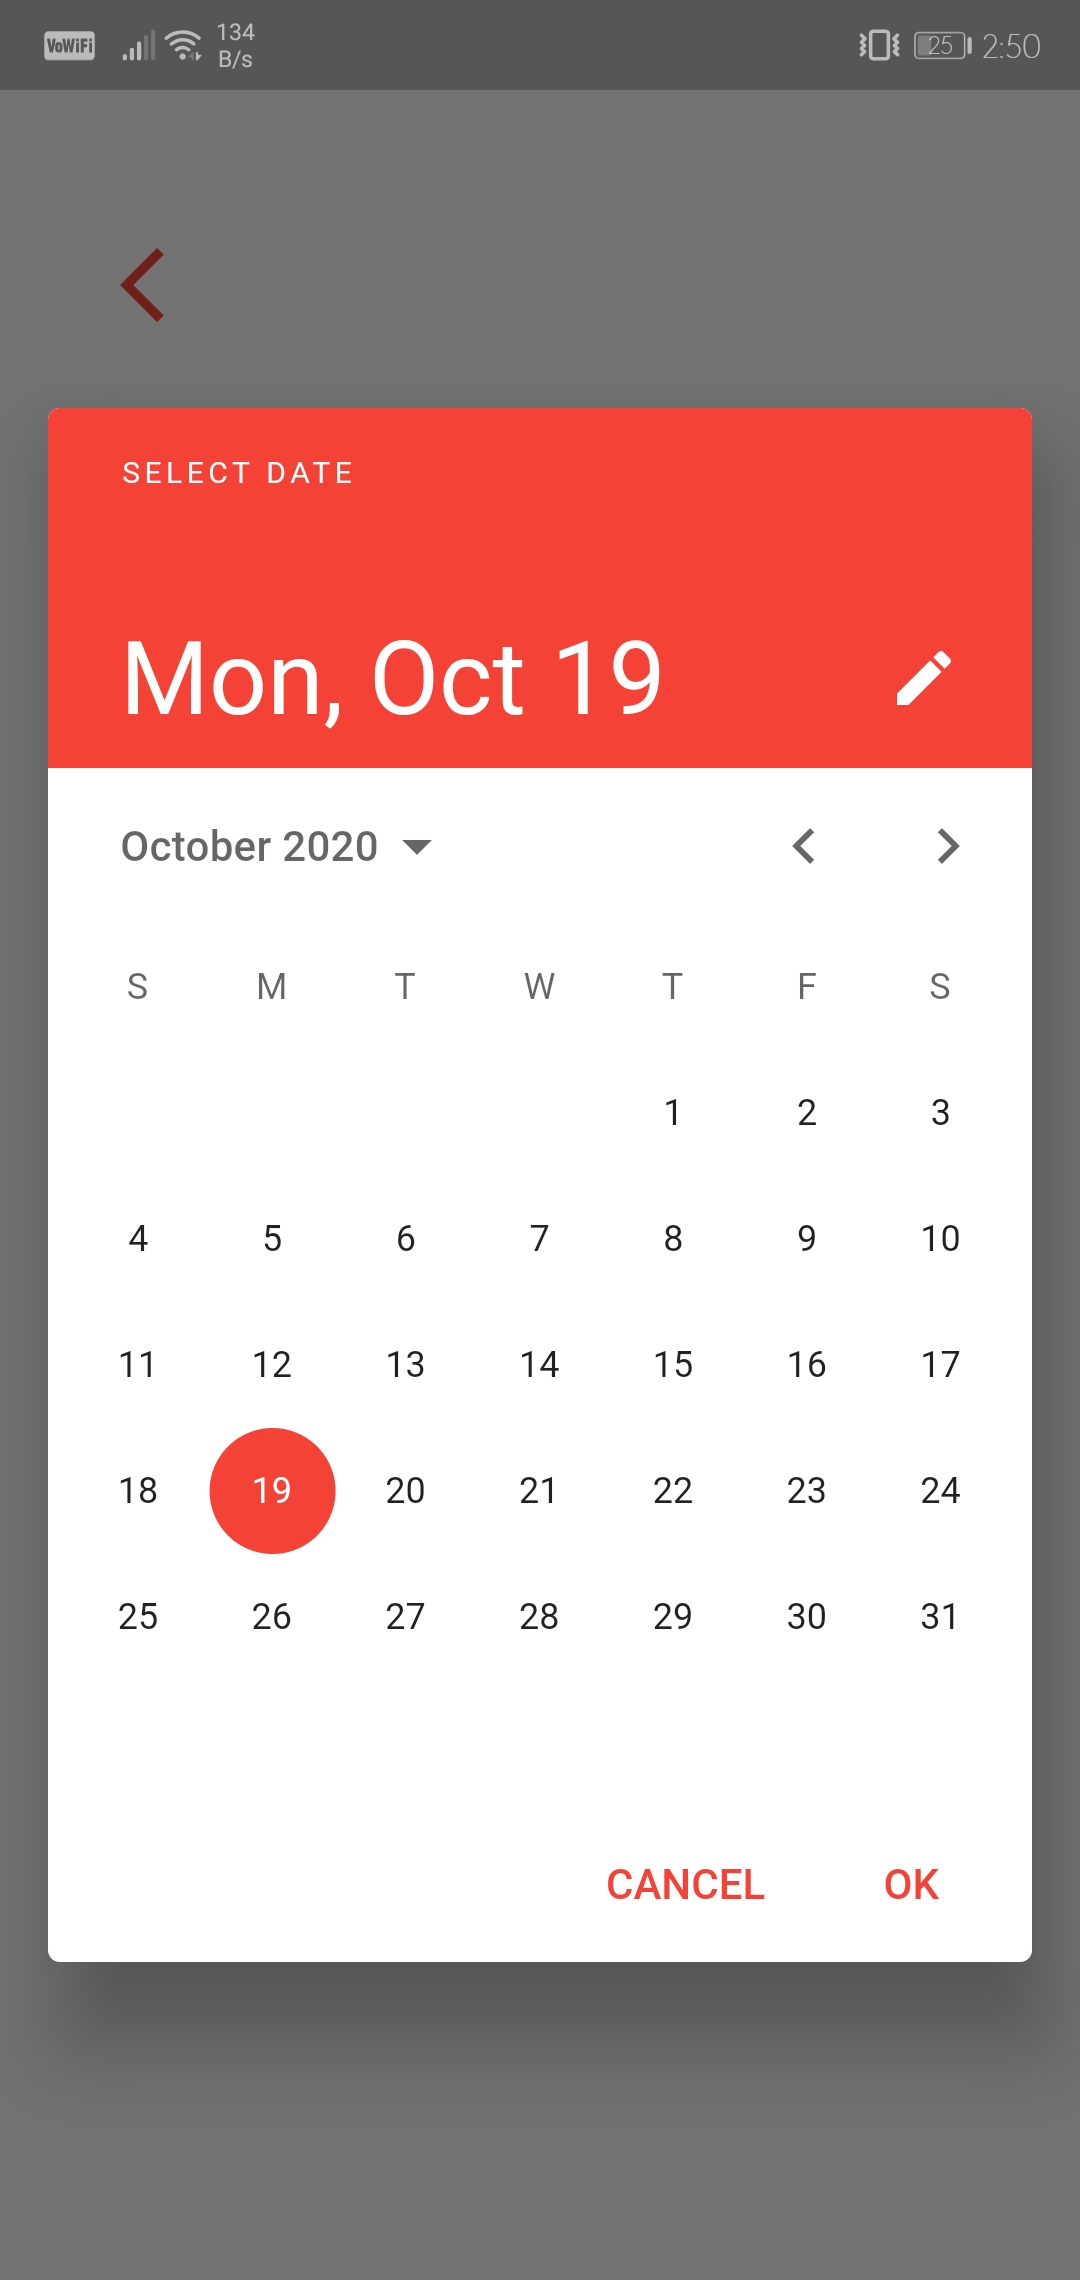 VoWiFi 134 B/s 25 2:50
SELECT DATE
Mon, Oct 19
October 2020
S M T W T F S
1 2 3
4 5 6 7 8 9 10
11 12 13 14 15 16 17
18 19 20 21 22 23 24
25 26 27 28 29 30 31
CANCEL OK